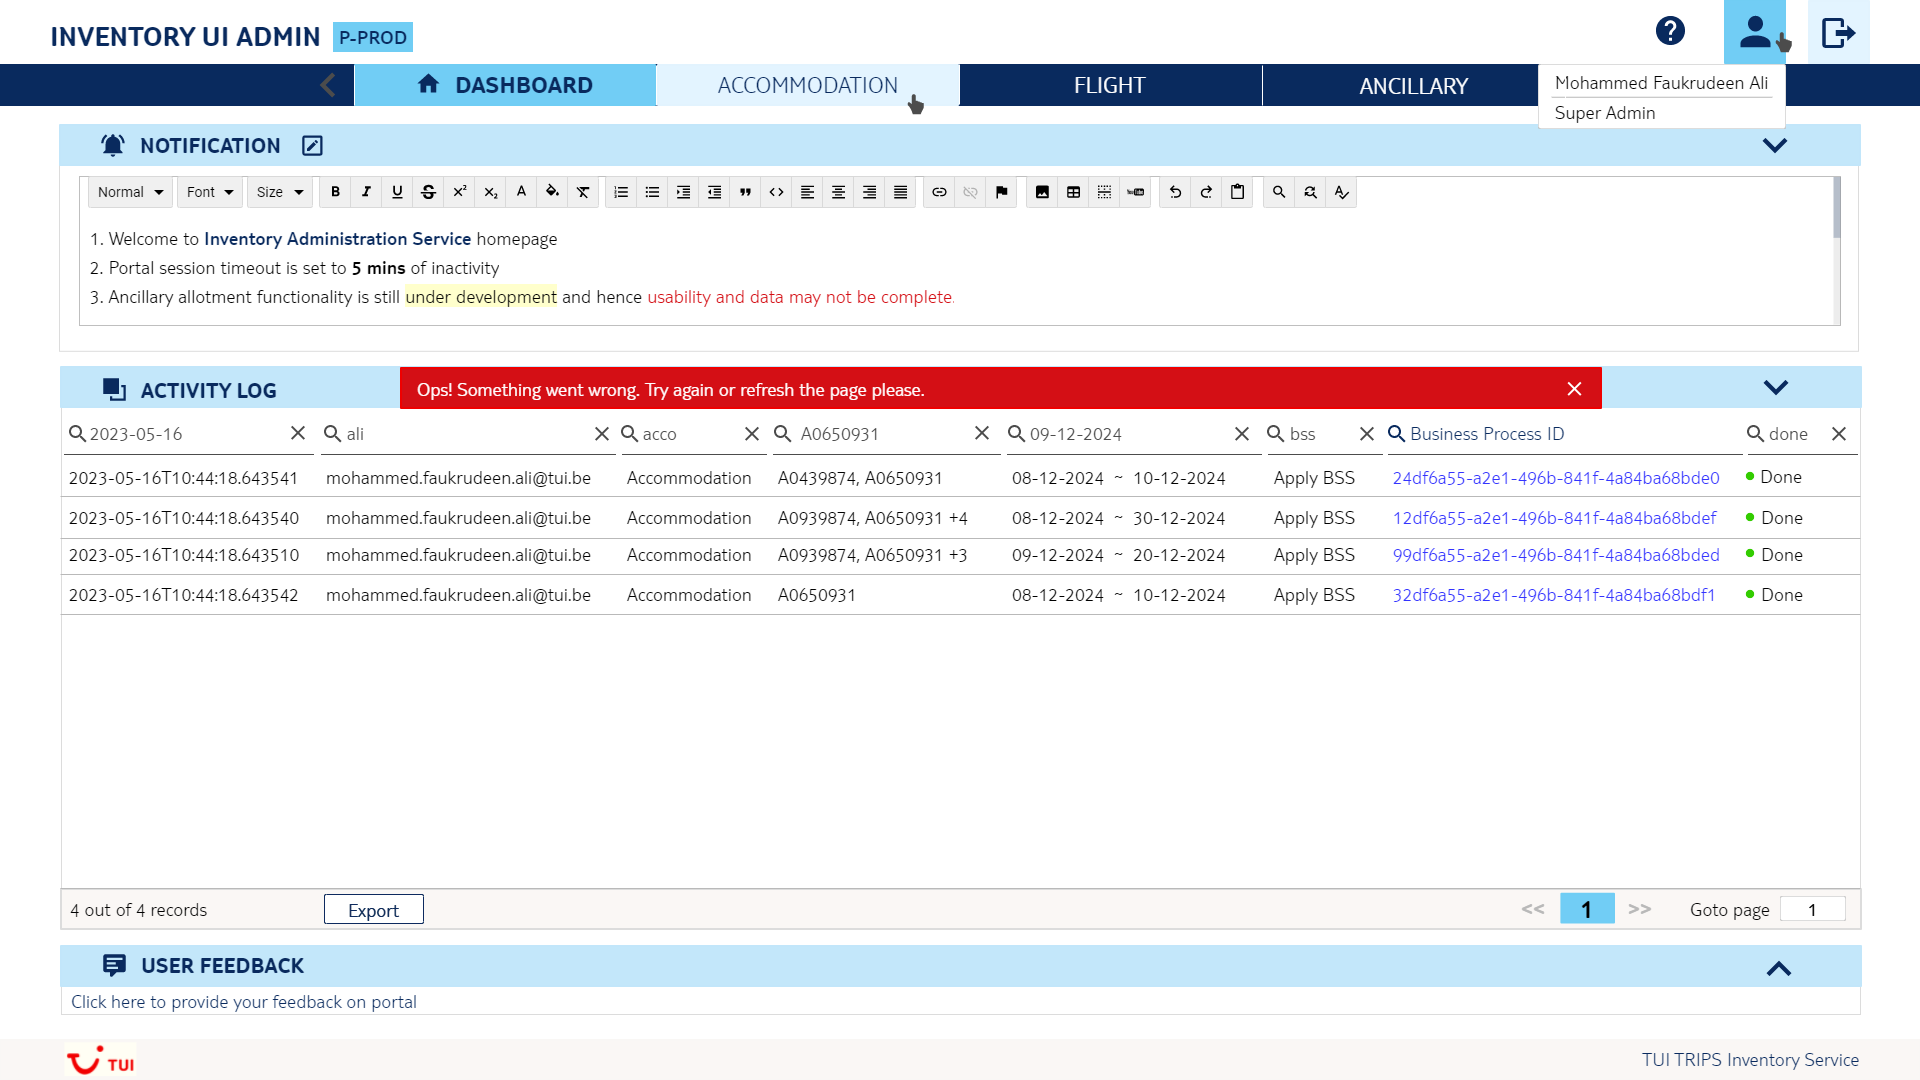 INVENTORY UI ADMIN P-PROD
DASHBOARD ACCOMMODATION FLIGHT ANCILLARY
Mohammed Faukrudeen Ali
Super Admin
NOTIFICATION
Normal Font Size
1. Welcome to Inventory Administration Service homepage
2. Portal session timeout is set to 5 mins of inactivity
3. Ancillary allotment functionality is still under development and hence usability and data may not be complete.
ACTIVITY LOG
Ops! Something went wrong. Try again or refresh the page please.
2023-05-16 ali acco A0650931 09-12-2024 bss Business Process ID done
2023-05-16T10:44:18.643541 mohammed.faukrudeen.ali@tui.be Accommodation A0439874, A0650931 08-12-2024 ~ 10-12-2024 Apply BSS 24df6a55-a2e1-496b-841f-4a84ba68bde0 Done
2023-05-16T10:44:18.643540 mohammed.faukrudeen.ali@tui.be Accommodation A0939874, A0650931 +4 08-12-2024 ~ 30-12-2024 Apply BSS 12df6a55-a2e1-496b-841f-4a84ba68bdef Done
2023-05-16T10:44:18.643510 mohammed.faukrudeen.ali@tui.be Accommodation A0939874, A0650931 +3 09-12-2024 ~ 20-12-2024 Apply BSS 99df6a55-a2e1-496b-841f-4a84ba68bded Done
2023-05-16T10:44:18.643542 mohammed.faukrudeen.ali@tui.be Accommodation A0650931 08-12-2024 ~ 10-12-2024 Apply BSS 32df6a55-a2e1-496b-841f-4a84ba68bdf1 Done
4 out of 4 records Export << 1 >> Goto page 1
USER FEEDBACK
Click here to provide your feedback on portal
TUI TUI TRIPS Inventory Service